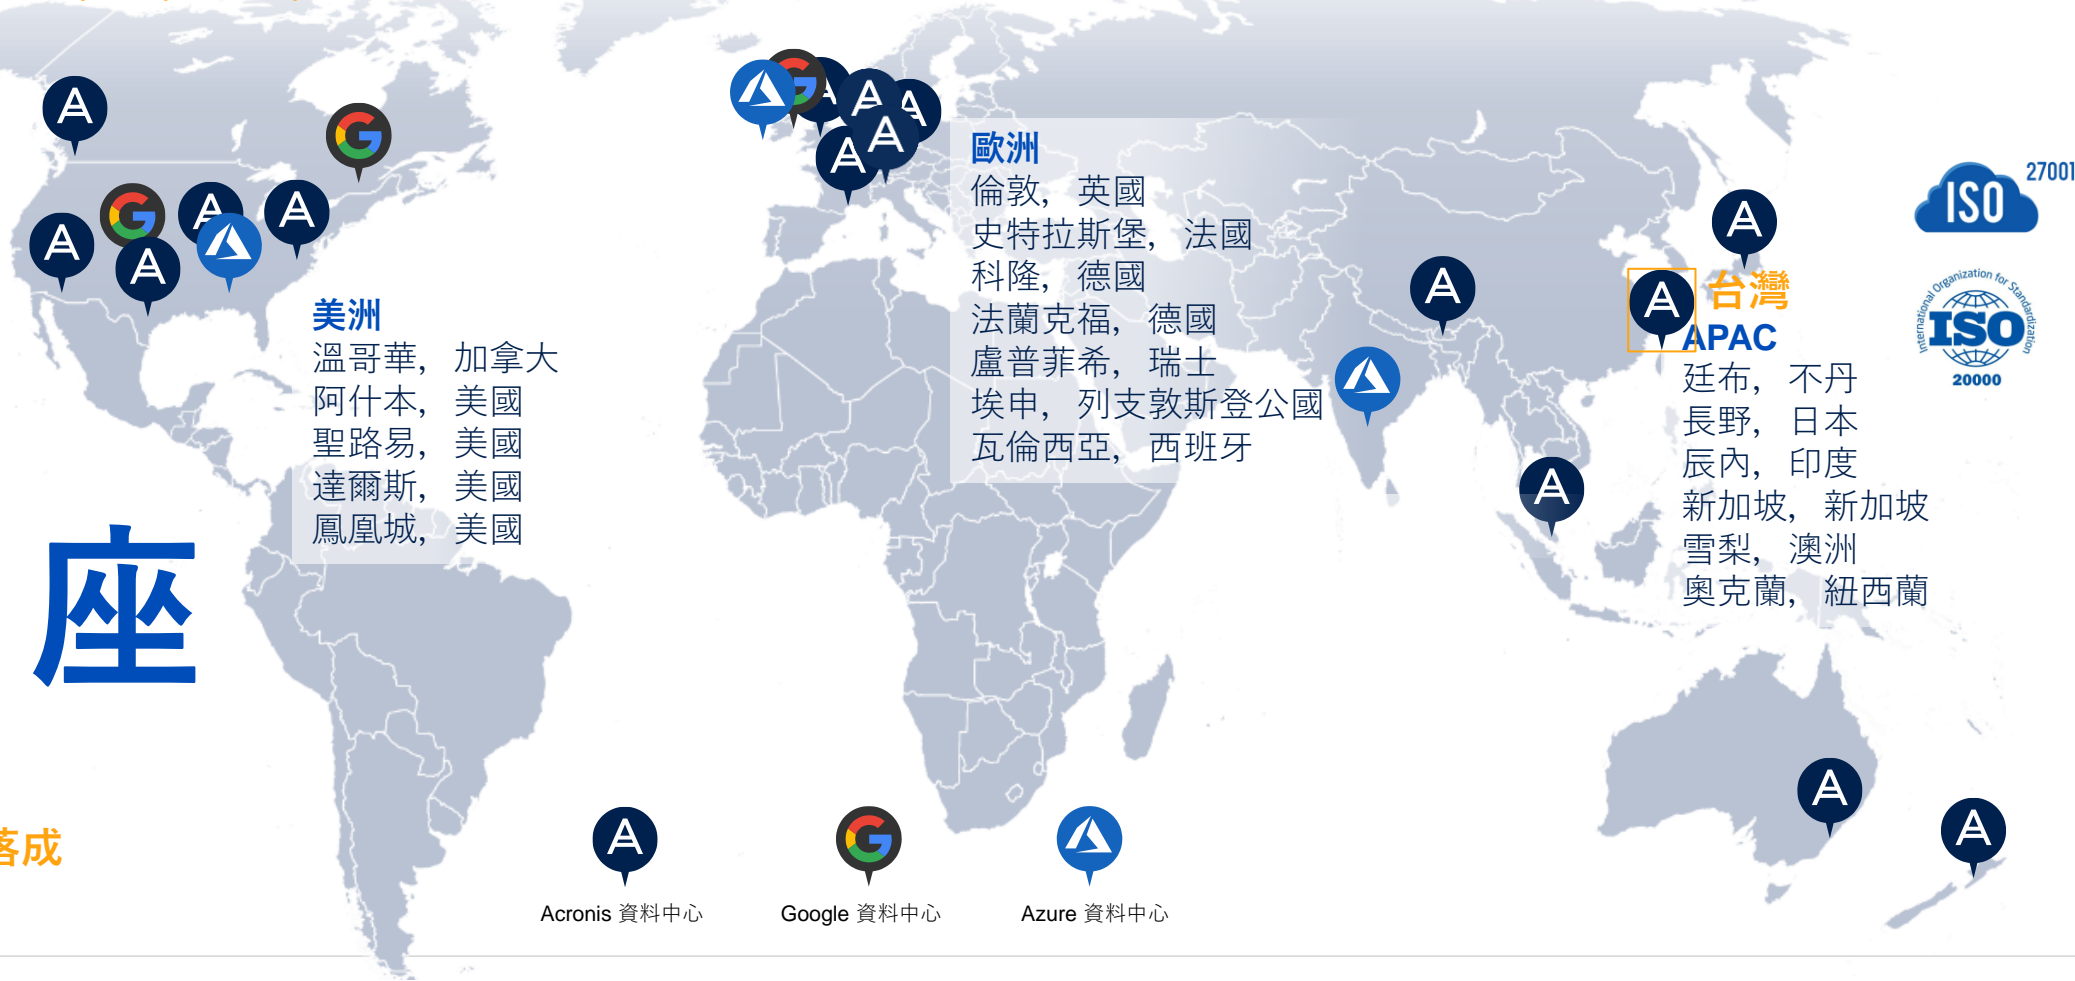 27001
ISO
International Organization for Standardization
ISO
20000
歐洲
倫敦, 英國
史特拉斯堡, 法國
科隆, 德國
法蘭克福, 德國
盧普菲希, 瑞士
埃申, 列支敦斯登公國
瓦倫西亞, 西班牙
美洲
溫哥華, 加拿大
阿什本, 美國
聖路易, 美國
達爾斯, 美國
鳳凰城, 美國
台灣
APAC
廷布, 不丹
長野, 日本
辰內, 印度
新加坡, 新加坡
雪梨, 澳洲
奧克蘭, 紐西蘭
座
落成
Acronis 資料中心
Google 資料中心
Azure 資料中心